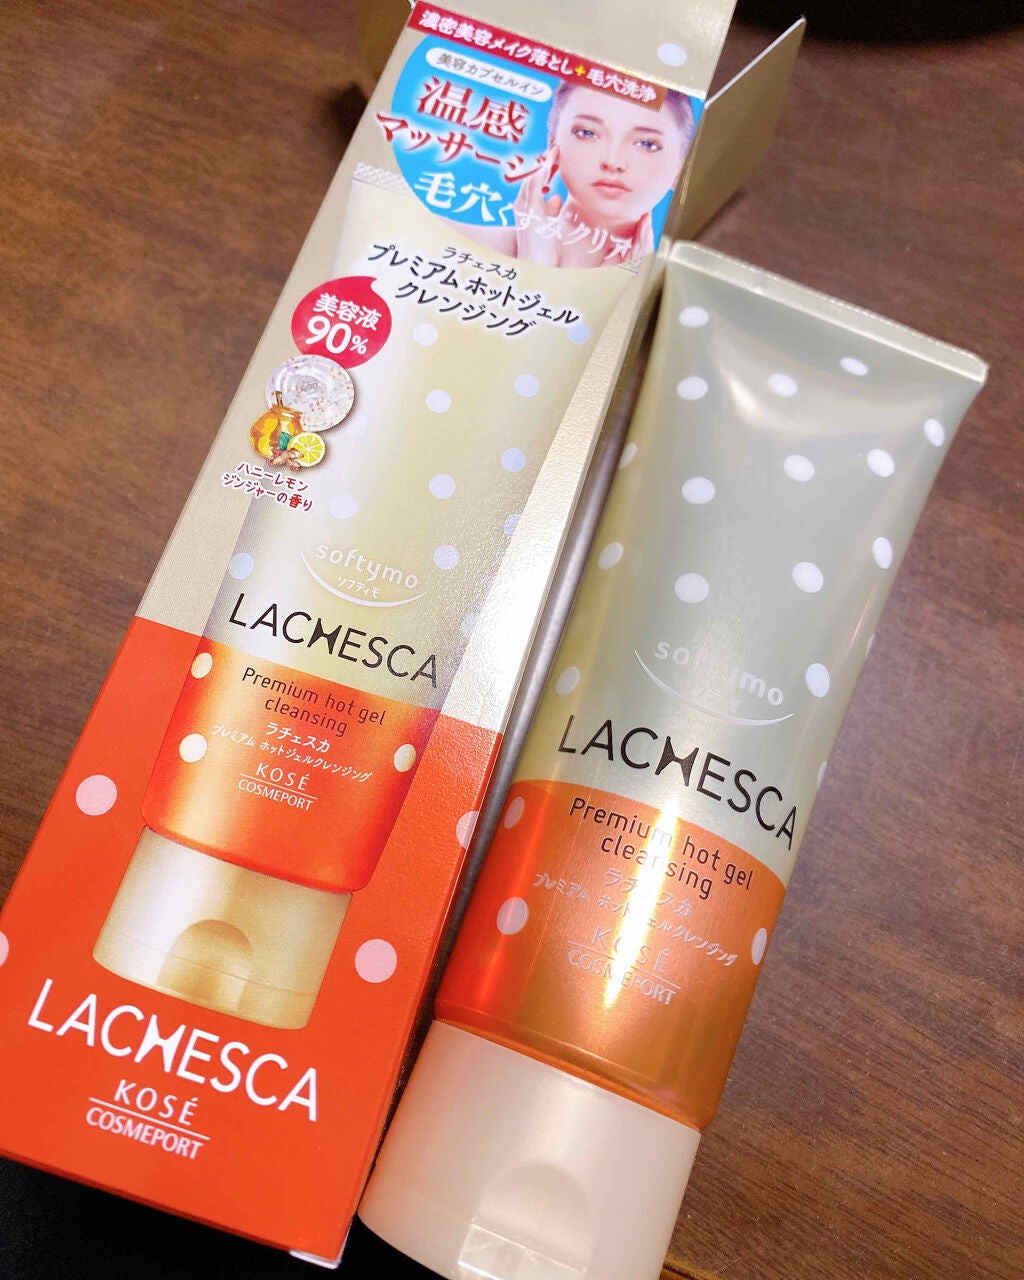 濃密美容メイク落とし+毛穴洗浄
美容カプセルイン
温感
マッサージ!
毛穴くすみクリア
ラチェスカ
プレミアム ホットジェル
クレンジング
美容液
90%
ハニーレモン
ジンジャーの香り
softymo
ソフティモ
LACHESCA
Premium hot gel
cleansing
ラチェスカ
プレミアム ホットジェルクレンジング
KOSÉ
COSMEPORT
LACHESCA
KOSÉ
COSMEPORT
softymo
LACHESCA
Premium hot gel
cleansing
ラチェスカ
プレミアム ホットジェルクレンジング
KOSÉ
COSMEPORT